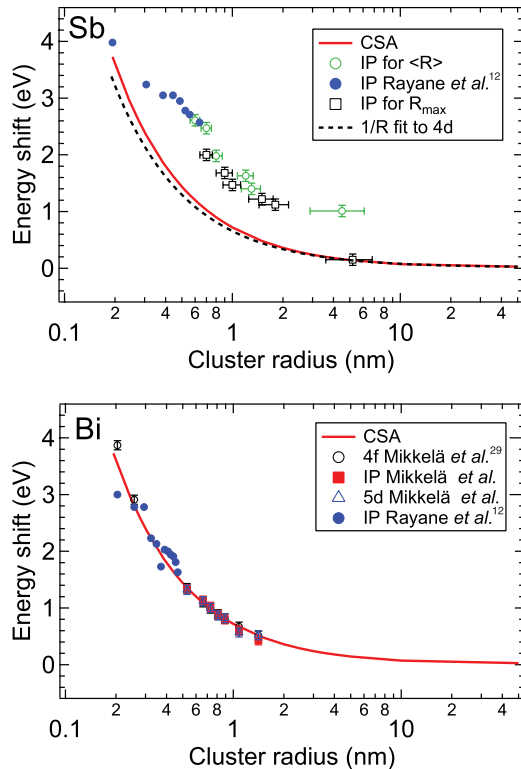 Sb
CSA
IP for <R>
IP Rayane et al.12
IP for Rmax
1/R fit to 4d
Energy shift (eV)
4
3
2
1
0
0.1
2
4
6
8
1
2
4
6
8
10
2
4
Cluster radius (nm)
Bi
CSA
4f Mikkelä et al.29
IP Mikkelä et al.
5d Mikkelä et al.
IP Rayane et al.12
Energy shift (eV)
4
3
2
1
0
0.1
2
4
6
8
1
2
4
6
8
10
2
4
Cluster radius (nm)